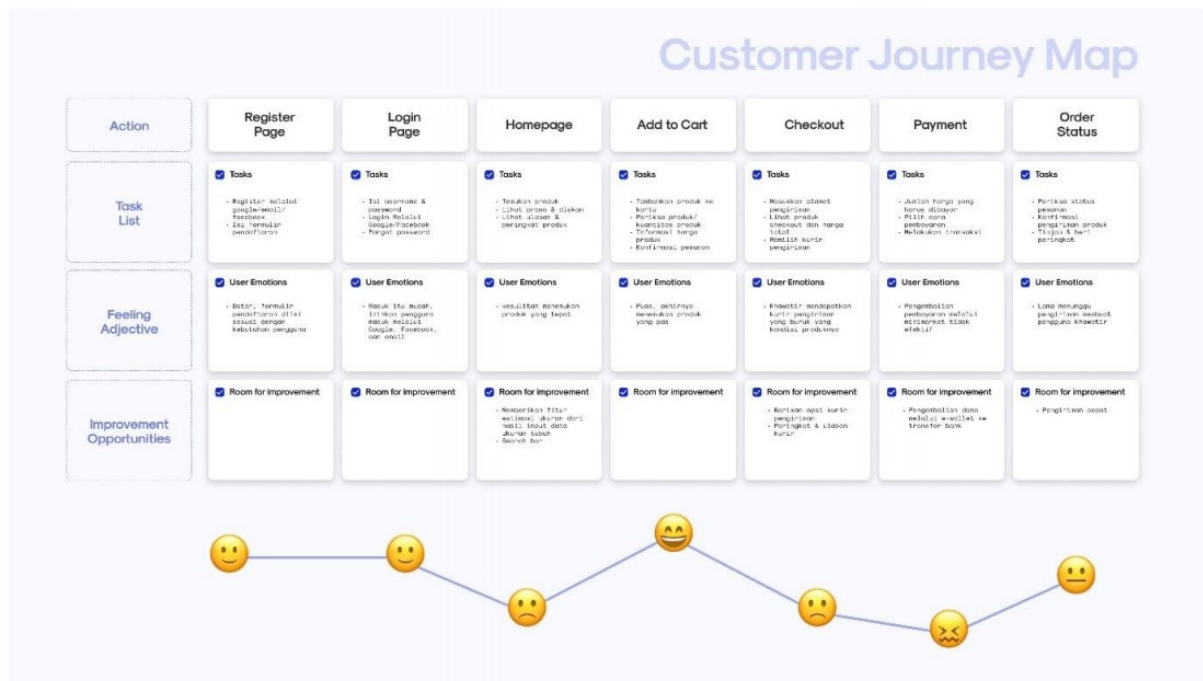 Customer Journey Map
Action
Register
Page
Login
Page
Homepage
Add to Cart
Checkout
Payment
Order
Status
Task
List
Tasks
- Register melalui
google/email/
facebook
- Isi formulir
pendaftaran
Tasks
- Isi username &
password
- Login Melalui
Google/Facebook
- Forgot password
Tasks
- Temukan produk
- Lihat promo & diskon
- Lihat ulasan &
peringkat produk
Tasks
- Tambahkan produk ke
- Periksa produk/
kuantitas produk
- Informasi harga
produk
- Konfirmasi pesanan
Tasks
- Masukkan alamat
pengiriman
- Lihat produk
checkout dan harga
total
- Memilih kurir
pengiriman
Tasks
- Jumlah harga yang
harus dibayar
- Pilih cara
pembayaran
- Melakukan transaksi
Tasks
- Periksa status
pesanan
- Konfirmasi
pengiriman produk
- Tinjau & beri
peringkat
Feeling
Adjective
User Emotions
- formulir
pendaftaran diisi
sesuai dengan
kebutuhan pengguna
User Emotions
- Masuk itu mudah,
izinkan pengguna
masuk melalui
Google, Facebook,
dan email
User Emotions
- kesulitan menemukan
produk yang tepat
User Emotions
- Puas, akhirnya
menemukan produk
yang pas
User Emotions
- Khawatir mendapatkan
kurir pengiriman
yang buruk yang
kondisi produknya
User Emotions
- Pengembalian
pembayaran melalui
minimarket tidak
efektif
User Emotions
- Lama menunggu
pengiriman membuat
pengguna khawatir
Improvement
Opportunities
Room for improvement
Room for improvement
Room for improvement
- Memberikan fitur
estimasi ukuran dari
hasil input data
ukuran tubuh
- Search bar
Room for improvement
Room for improvement
- Berikan opsi kurir
pengiriman
- Peringkat & ulasan
kurir
Room for improvement
- Pengembalian dana
melalui e-wallet ke
transfer bank
Room for improvement
- Pengiriman cepat